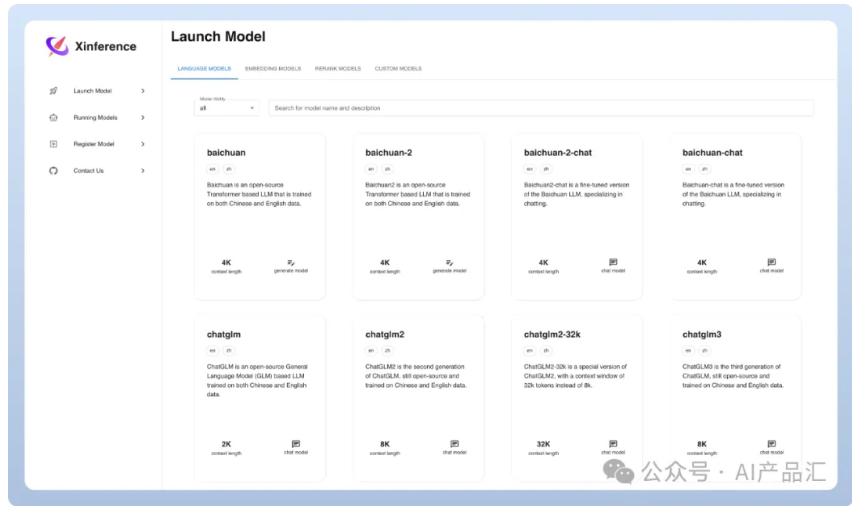 Xinference
Launch Model
Running Models
Register Model
Contact Us
Launch Model
LANGUAGE MODELS EMBEDDING MODELS RERANK MODELS CUSTOM MODELS
Model Ability
all
Search for model name and description
baichuan
en zh
Baichuan is an open-source
Transformer based LLM that is trained
on both Chinese and English data.
4K
context length
generate model
baichuan-2
en zh
Baichuan2 is an open-source
Transformer based LLM that is trained
on both Chinese and English data.
4K
context length
generate model
baichuan-2-chat
en zh
Baichuan2-chat is a fine-tuned version
of the Baichuan LLM, specializing in
chatting.
4K
context length
chat model
baichuan-chat
en zh
Baichuan-chat is a fine-tuned version
of the Baichuan LLM, specializing in
chatting.
4K
context length
chat model
chatglm
en zh
ChatGLM is an open-source General
Language Model (GLM) based LLM
trained on both Chinese and English
data.
2K
context length
chat model
chatglm2
en zh
ChatGLM2 is the second generation
of ChatGLM, still open-source and
trained on Chinese and English data.
8K
context length
chat model
chatglm2-32k
en zh
ChatGLM2-32k is a special version of
ChatGLM2, with a context window of
32k tokens instead of 8k.
32K
context length
chat model
chatglm3
en zh
ChatGLM3 is the third generation of
ChatGLM, still open-source and
trained on Chinese and English data.
8K
context length
chat model
公众号 · AI产品汇